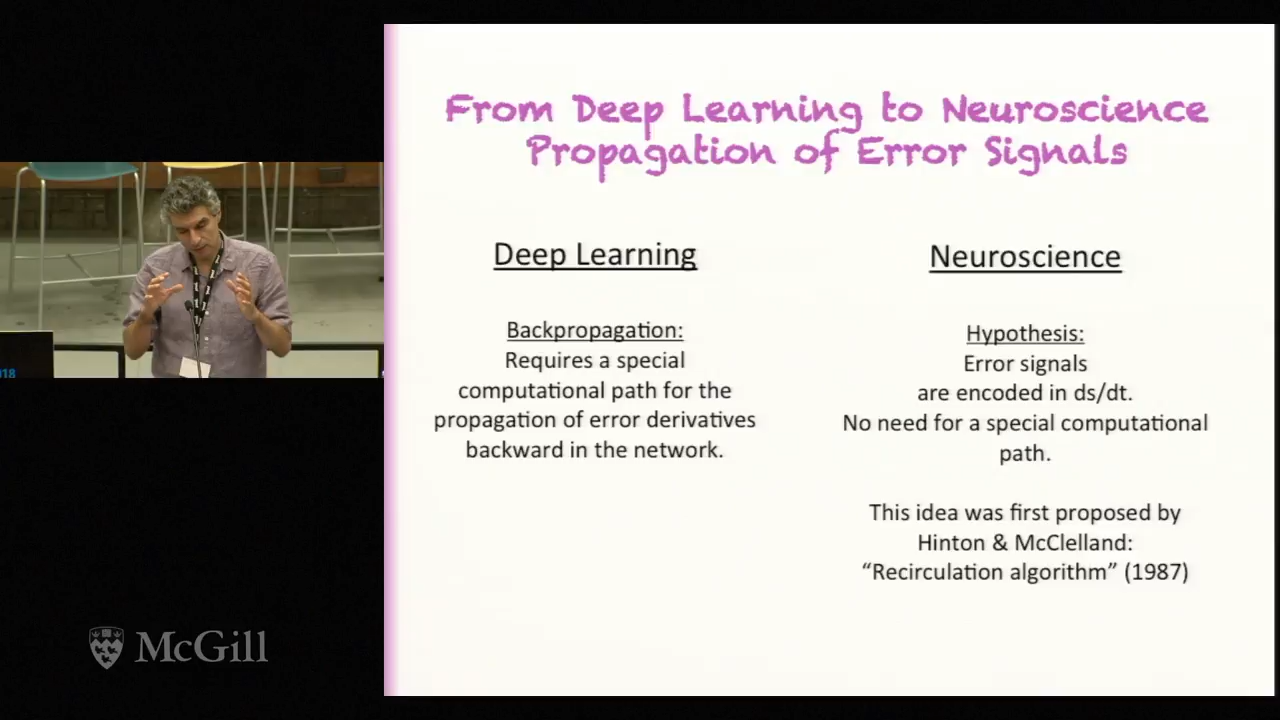 From Deep Learning to Neuroscience
Propagation of Error Signals
Deep Learning
Backpropagation:
Requires a special
computational path for the
propagation of error derivatives
backward in the network.
Neuroscience
Hypothesis:
Error signals
are encoded in ds/dt.
No need for a special computational
path.
This idea was first proposed by
Hinton & McClelland:
“Recirculation algorithm” (1987)
018
McGill